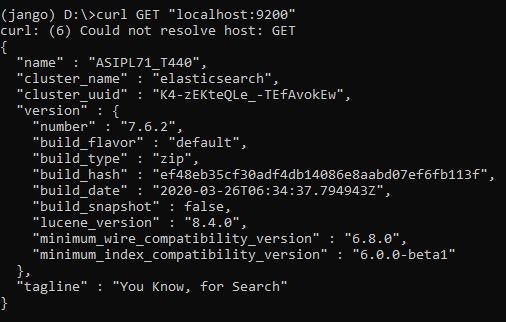 (jango) D:\>curl GET "localhost:9200"
curl: (6) Could not resolve host: GET
{
  "name" : "ASIPL71_T440",
  "cluster_name" : "elasticsearch",
  "cluster_uuid" : "K4-zEKteQLe_-TEfAvokEw",
  "version" : {
    "number" : "7.6.2",
    "build_flavor" : "default",
    "build_type" : "zip",
    "build_hash" : "ef48eb35cf30adf4db14086e8aabd07ef6fb113f",
    "build_date" : "2020-03-26T06:34:37.794943Z",
    "build_snapshot" : false,
    "lucene_version" : "8.4.0",
    "minimum_wire_compatibility_version" : "6.8.0",
    "minimum_index_compatibility_version" : "6.0.0-beta1"
  },
  "tagline" : "You Know, for Search"
}